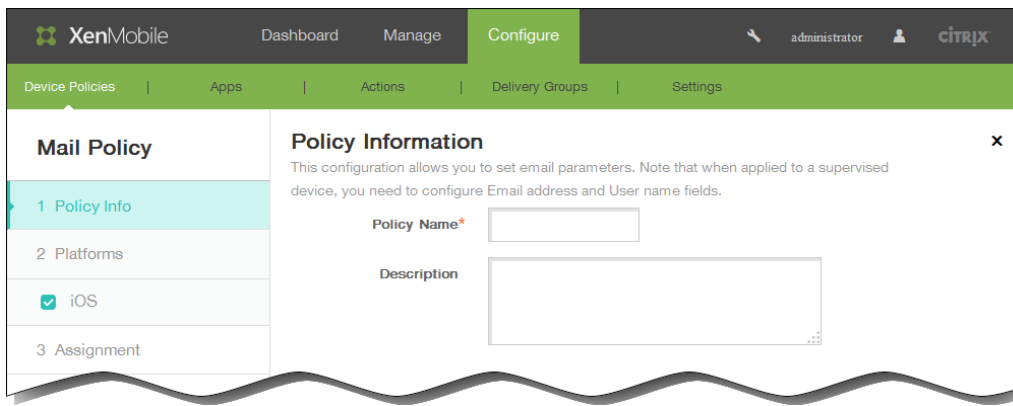 XenMobile Dashboard Manage Configure administrator CİTRIX
Device Policies | Apps | Actions | Delivery Groups | Settings
Mail Policy
1 Policy Info
2 Platforms
iOS
3 Assignment
Policy Information
This configuration allows you to set email parameters. Note that when applied to a supervised
device, you need to configure Email address and User name fields.
Policy Name*
Description